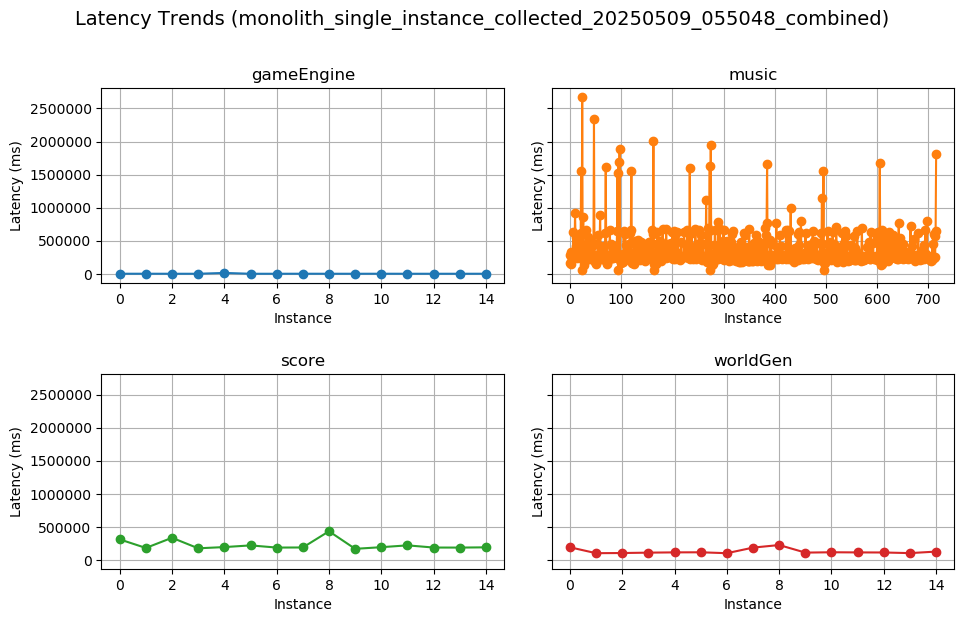 Latency Trends (monolith_single_instance_collected_20250509_055048_combined)
gameEngine
Latency (ms)
2500000
2000000
1500000
1000000
500000
0
0 2 4 6 8 10 12 14
Instance
music
Latency (ms)
0 100 200 300 400 500 600 700
Instance
score
Latency (ms)
2500000
2000000
1500000
1000000
500000
0
0 2 4 6 8 10 12 14
Instance
worldGen
Latency (ms)
0 2 4 6 8 10 12 14
Instance